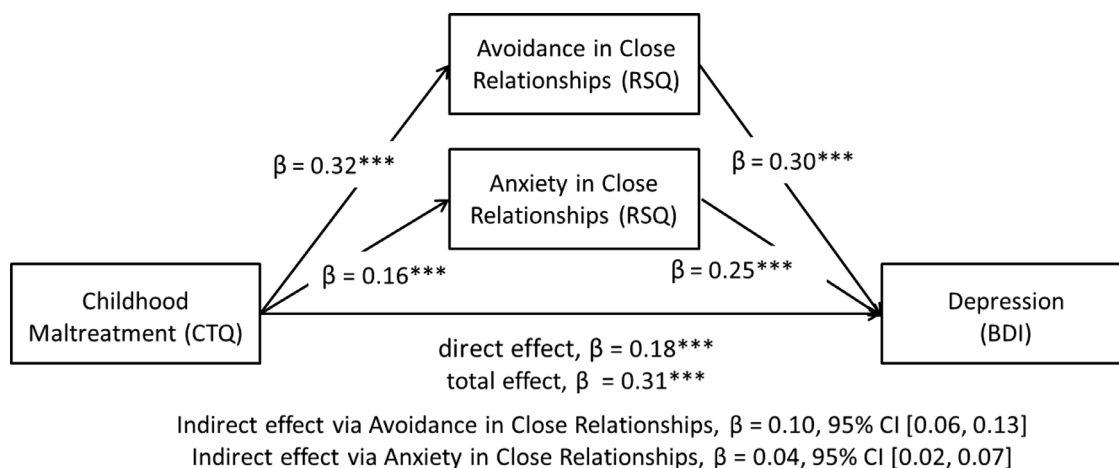 Avoidance in Close
Relationships (RSQ)
β = 0.32***
β = 0.30***
Anxiety in Close
Relationships (RSQ)
β = 0.16***
β = 0.25***
Childhood
Maltreatment (CTQ)
Depression
(BDI)
direct effect, β = 0.18***
total effect, β = 0.31***
Indirect effect via Avoidance in Close Relationships, β = 0.10, 95% CI [0.06, 0.13]
Indirect effect via Anxiety in Close Relationships, β = 0.04, 95% CI [0.02, 0.07]